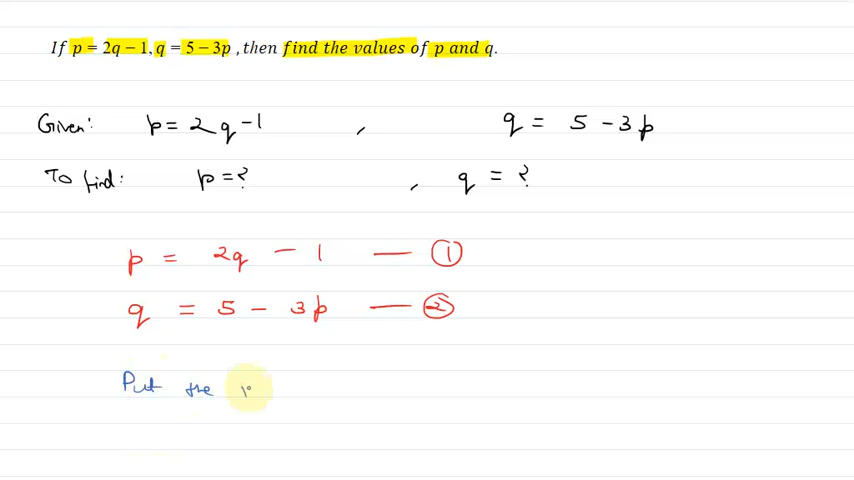 If p = 2q − 1, q = 5 − 3p , then find the values of p and q.
Given: p = 2q − 1 , q = 5 − 3p
To find: p = ? , q = ?
p = 2q − 1 — ①
q = 5 − 3p — ②
Put the